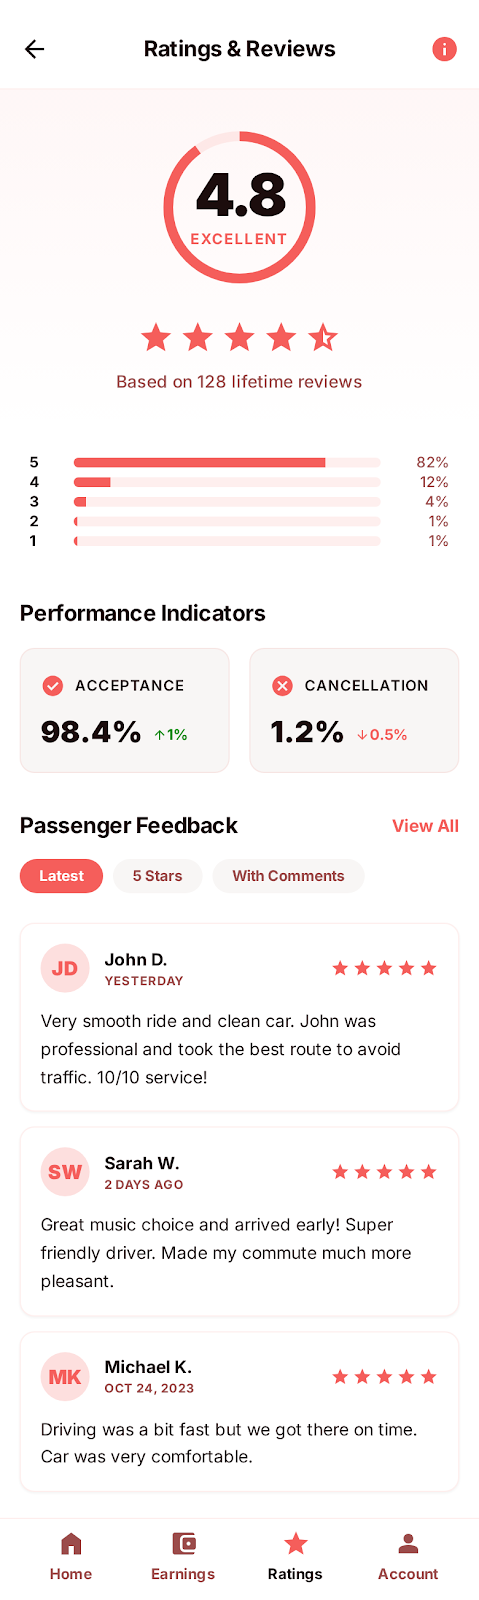 Ratings & Reviews
4.8
EXCELLENT
Based on 128 lifetime reviews
5 82%
4 12%
3 4%
2 1%
1 1%
Performance Indicators
ACCEPTANCE
98.4% ↑1%
CANCELLATION
1.2% ↓0.5%
Passenger Feedback View All
Latest 5 Stars With Comments
JD John D.
YESTERDAY
Very smooth ride and clean car. John was
professional and took the best route to avoid
traffic. 10/10 service!
SW Sarah W.
2 DAYS AGO
Great music choice and arrived early! Super
friendly driver. Made my commute much more
pleasant.
MK Michael K.
OCT 24, 2023
Driving was a bit fast but we got there on time.
Car was very comfortable.
Home Earnings Ratings Account